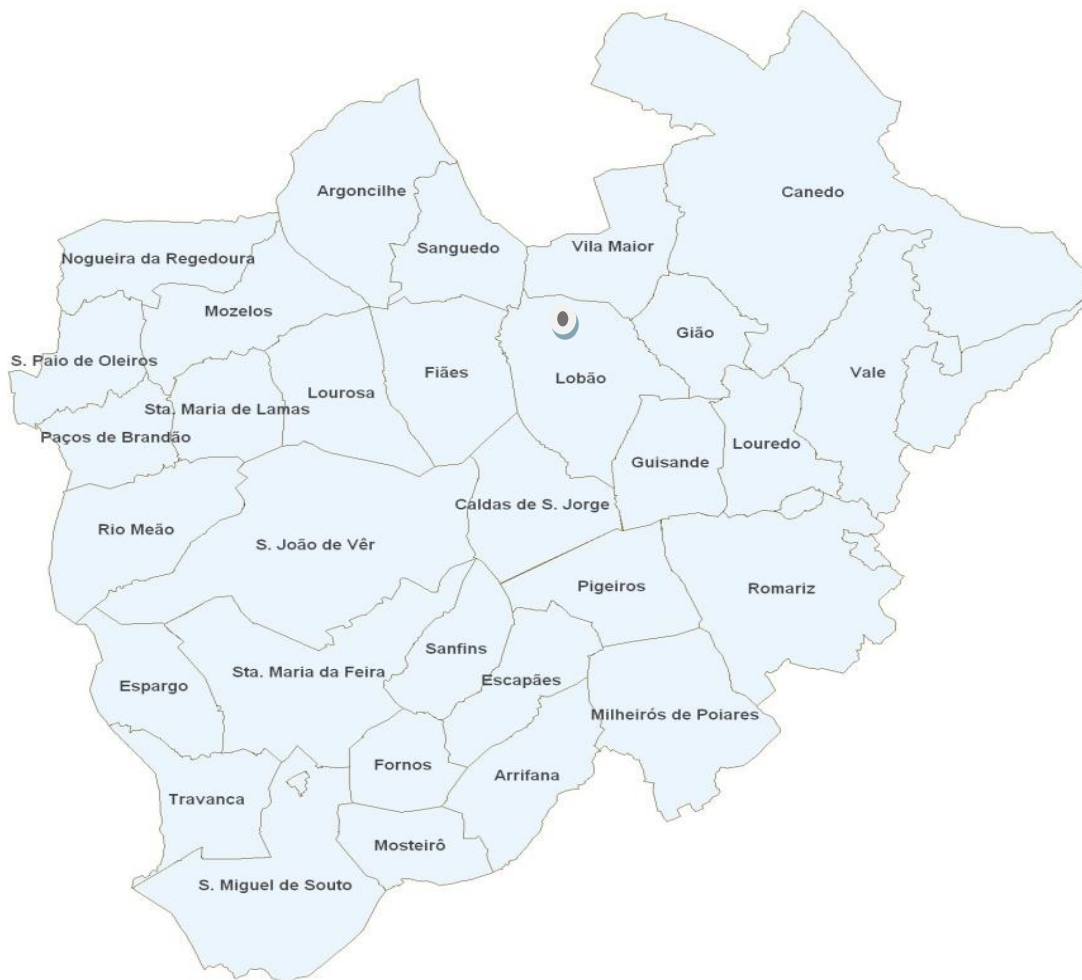 Argoncilhe
Canedo
Sanguedo
Vila Maior
Nogueira da Regedoura
Mozelos
Gião
S. Paio de Oleiros
Fiães
Vale
Lobão
Lourosa
Sta. Maria de Lamas
Paços de Brandão
Louredo
Guisande
Caldas de S. Jorge
Rio Meão
S. João de Vêr
Pigeiros
Romariz
Sanfins
Sta. Maria da Feira
Escapães
Espargo
Milheirós de Poiares
Fornos
Arrifana
Travanca
Mosteirô
S. Miguel de Souto